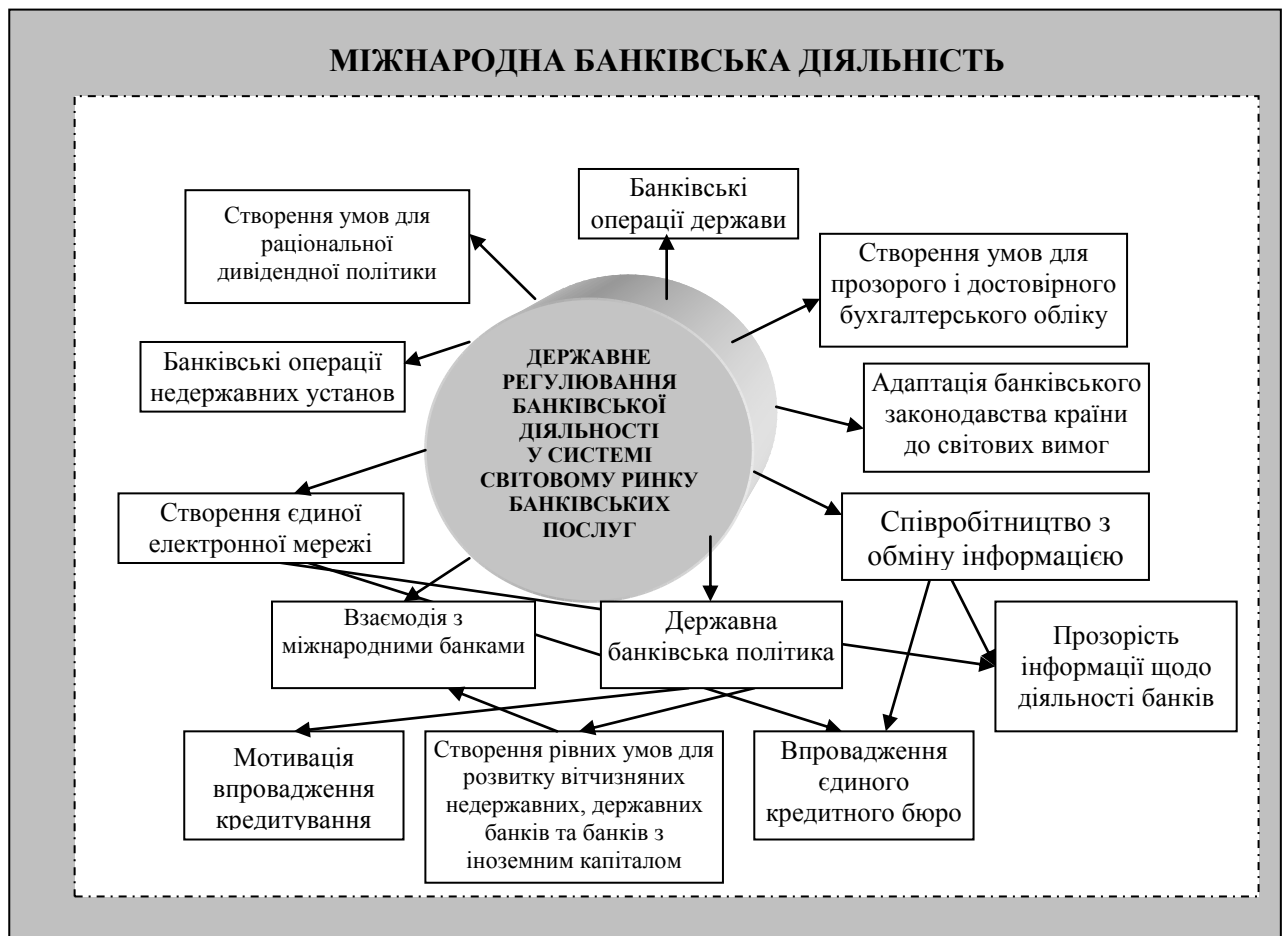 МІЖНАРОДНА БАНКІВСЬКА ДІЯЛЬНІСТЬ
Банківські
операції держави
Створення умов для
раціональної
дивідендної політики
Створення умов для
прозорого і достовірного
бухгалтерського обліку
Банківські операції
недержавних установ
ДЕРЖАВНЕ
РЕГУЛЮВАННЯ
БАНКІВСЬКОЇ
ДІЯЛЬНОСТІ
У СИСТЕМІ
СВІТОВОМУ РИНКУ
БАНКІВСЬКИХ
ПОСЛУГ
Адаптація банківського
законодавства країни
до світових вимог
Створення єдиної
електронної мережі
Співробітництво з
обміну інформацією
Взаємодія з
міжнародними банками
Державна
банківська політика
Прозорість
інформації щодо
діяльності банків
Мотивація
впровадження
кредитування
Створення рівних умов для
розвитку вітчизняних
недержавних, державних
банків та банків з
іноземним капіталом
Впровадження
єдиного
кредитного бюро